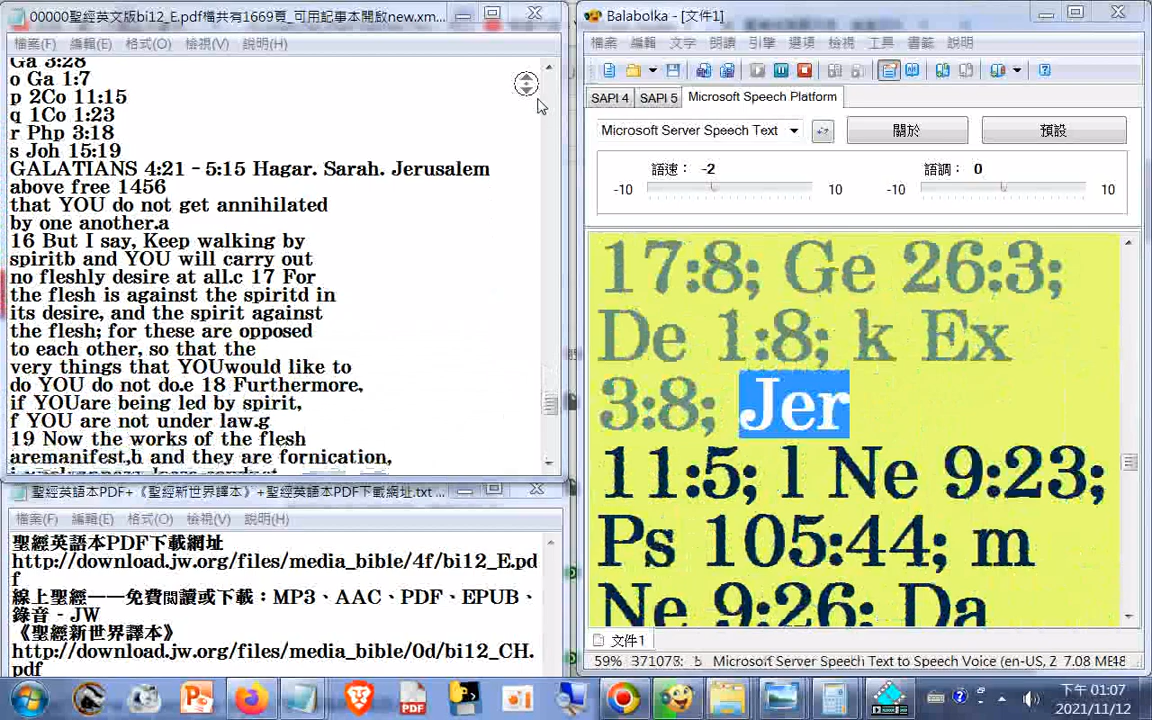 00000聖經英文版bi12_E.pdf檔共有1669頁_可用記事本開啟new.xm...
檔案(F) 編輯(E) 格式(O) 檢視(V) 說明(H)
Ga 3:28
o Ga 1:7
p 2Co 11:15
q 1Co 1:23
r Php 3:18
s Joh 15:19
GALATIANS 4:21 – 5:15 Hagar. Sarah. Jerusalem
above free 1456
that YOU do not get annihilated
by one another.a
16 But I say, Keep walking by
spiritb and YOU will carry out
no fleshly desire at all.c 17 For
the flesh is against the spiritd in
its desire, and the spirit against
the flesh; for these are opposed
to each other, so that the
very things that YOUwould like to
do YOU do not do.e 18 Furthermore,
if YOUare being led by spirit,
f YOU are not under law.g
19 Now the works of the flesh
aremanifest,h and they are fornication,
聖經英語本PDF+《聖經新世界譯本》+聖經英語本PDF下載網址.txt ...
檔案(F) 編輯(E) 格式(O) 檢視(V) 說明(H)
聖經英語本PDF下載網址
http://download.jw.org/files/media_bible/4f/bi12_E.pd
f
線上聖經——免費閱讀或下載：MP3、AAC、PDF、EPUB、
錄音 - JW
《聖經新世界譯本》
http://download.jw.org/files/media_bible/0d/bi12_CH.
pdf
Balabolka - [文件1]
檔案 編輯 文字 朗讀 引擎 選項 檢視 工具 書籤 說明
SAPI 4 SAPI 5 Microsoft Speech Platform
Microsoft Server Speech Text 關於 預設
語速： -2 語調： 0
-10 10 -10 10
17:8; Ge 26:3;
De 1:8; k Ex
3:8; Jer
11:5; l Ne 9:23;
Ps 105:44; m
Ne 9:26; Da
文件1
59% 371078: Microsoft Server Speech Text to Speech Voice (en-US, 2 7.08 ME
PDF
下午 01:07
2021/11/12